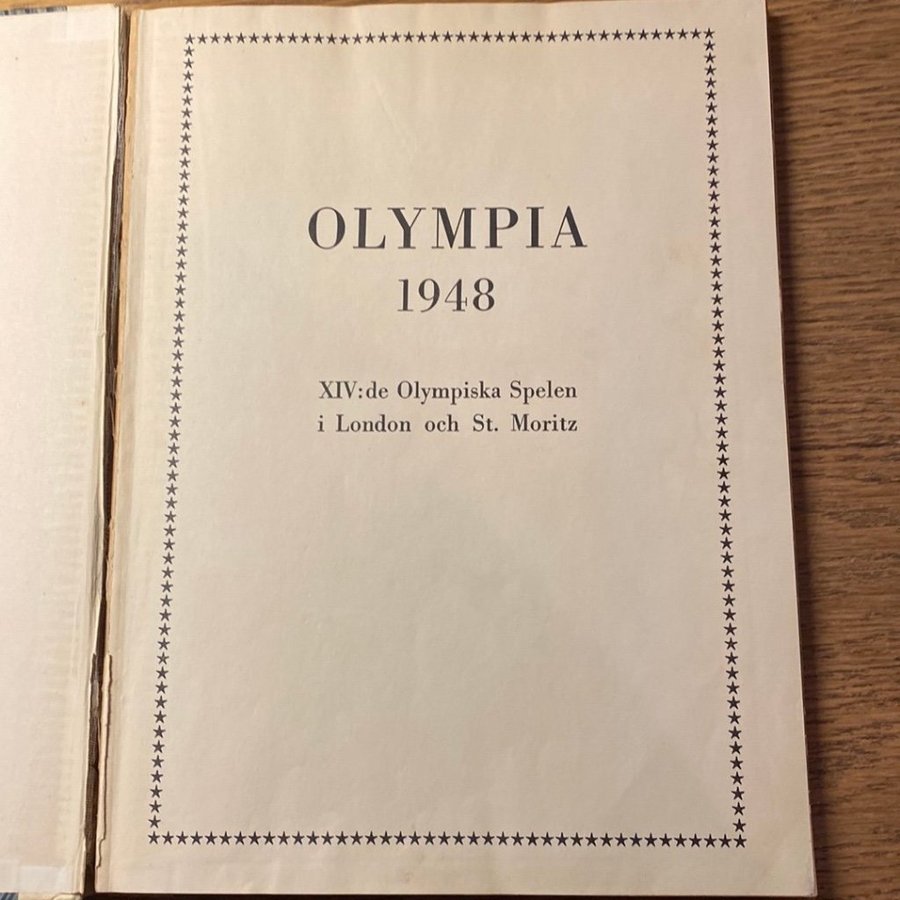 OLYMPIA
1948
XIV:de Olympiska Spelen
i London och St. Moritz